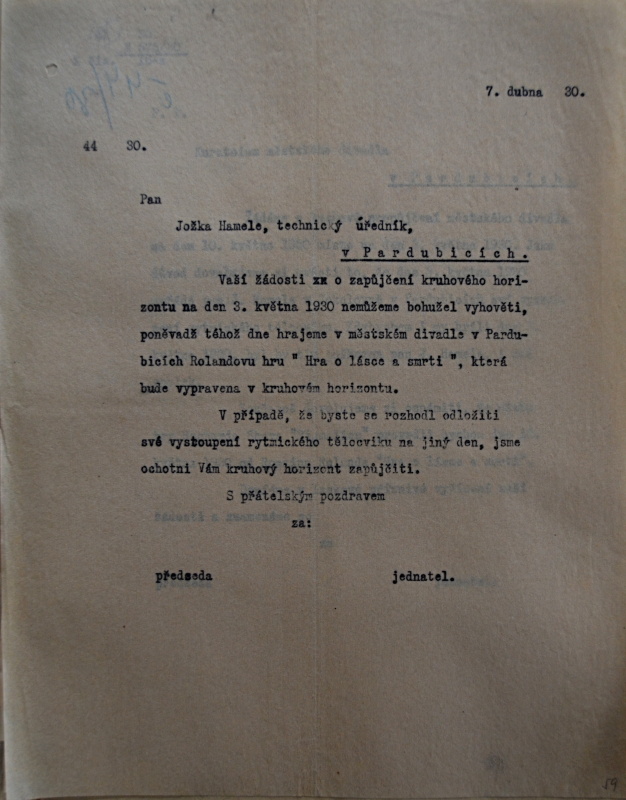 7. dubna 30.
44 30.
Pan
Jožka Hamele, technický úředník,
v Pardubicích.
Vaší žádosti xx o zapůjčení kruhového hori-
zontu na den 3. května 1930 nemůžeme bohužel vyhověti,
poněvadž téhož dne hrajeme v městském divadle v Pardu-
bicích Rolandovu hru " Hra o lásce a smrti ", která
bude vypravena v kruhovém horizontu.
V případě, že byste se rozhodl odložiti
své vystoupení rytmického tělocviku na jiný den, jsme
ochotni Vám kruhový horizont zapůjčiti.
S přátelským pozdravem
za:
předseda jednatel.
59